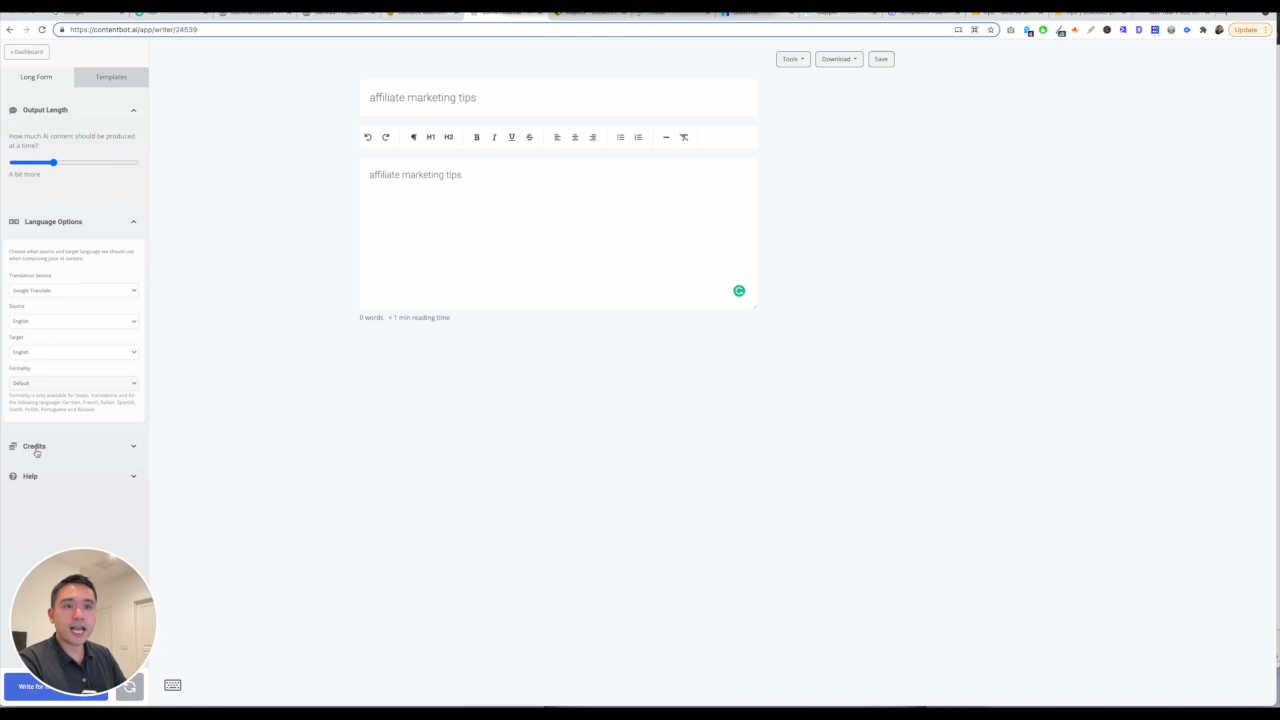 https://contentbot.ai/app/writer/24539
Update
« Dashboard
Long Form
Templates
Tools
Download
Save
Output Length
How much AI content should be produced
at a time?
A bit more
affiliate marketing tips
H1
H2
B
I
U
S
affiliate marketing tips
0 words
< 1 min reading time
Language Options
Choose what source and target language we should use
when composing your AI content.
Translation Service
Google Translate
Source
English
Target
English
Formality
Default
Formality is only available for DeepL translations and for
the following language: German, French, Italian, Spanish,
Dutch, Polish, Portuguese and Russian
Credits
Help
Write for